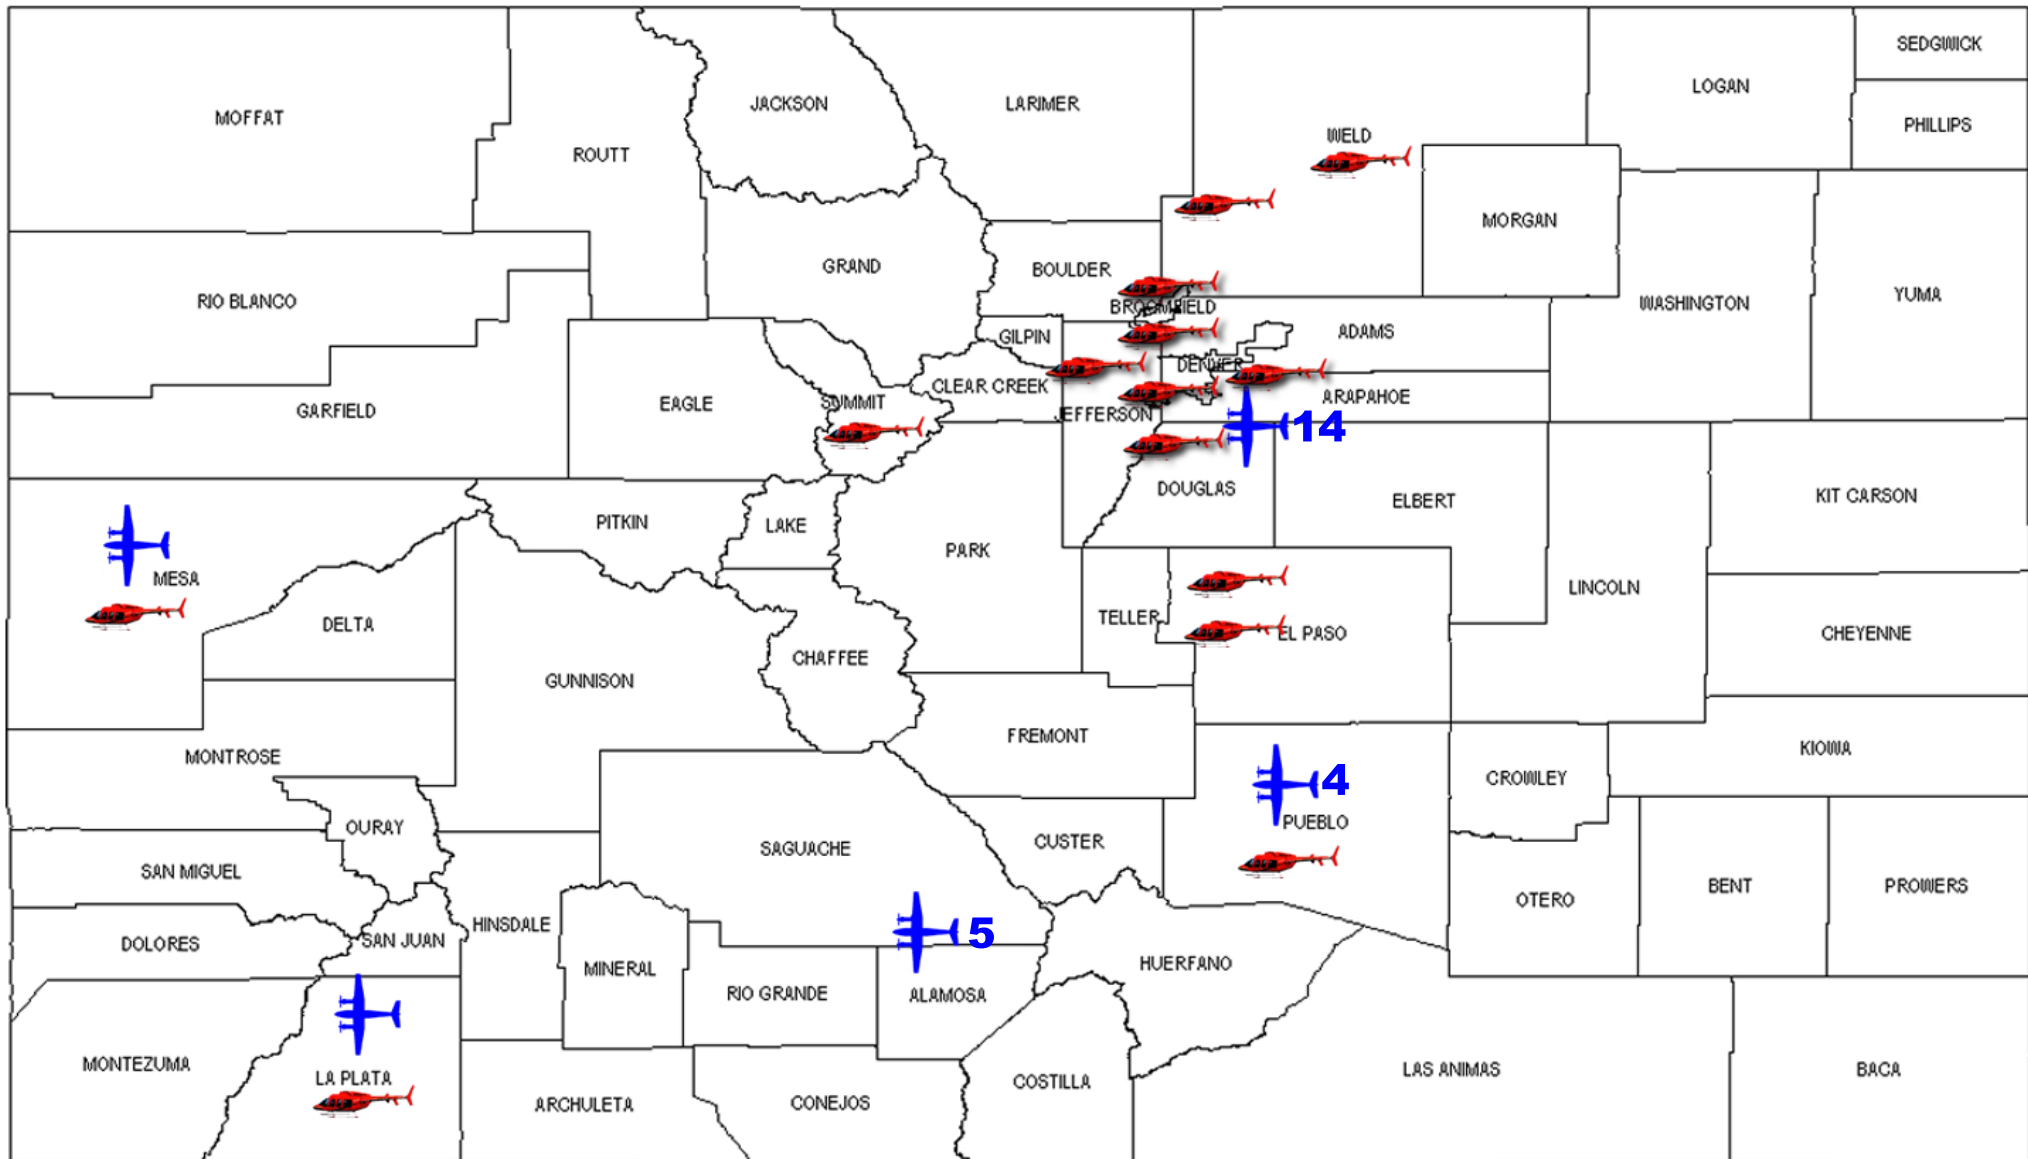 SEDGWICK
LOGAN
JACKSON
LARIMER
MOFFAT
PHILLIPS
WELD
ROUTT
MORGAN
GRAND
BOULDER
YUMA
RIO BLANCO
WASHINGTON
BROOMFIELD
ADAMS
GILPIN
DENVER
CLEAR CREEK
ARAPAHOE
EAGLE
SUMMIT
GARFIELD
JEFFERSON
14
DOUGLAS
KIT CARSON
ELBERT
PITKIN
LAKE
PARK
MESA
LINCOLN
TELLER
DELTA
EL PASO
CHEYENNE
CHAFFEE
GUNNISON
FREMONT
KIOWA
MONTROSE
CROWLEY
4
PUEBLO
OURAY
CUSTER
SAGUACHE
SAN MIGUEL
BENT
PROWERS
OTERO
HINSDALE
5
SAN JUAN
DOLORES
HUERFANO
MINERAL
RIO GRANDE
ALAMOSA
MONTEZUMA
LAS ANIMAS
BACA
LA PLATA
COSTILLA
CONEJOS
ARCHULETA